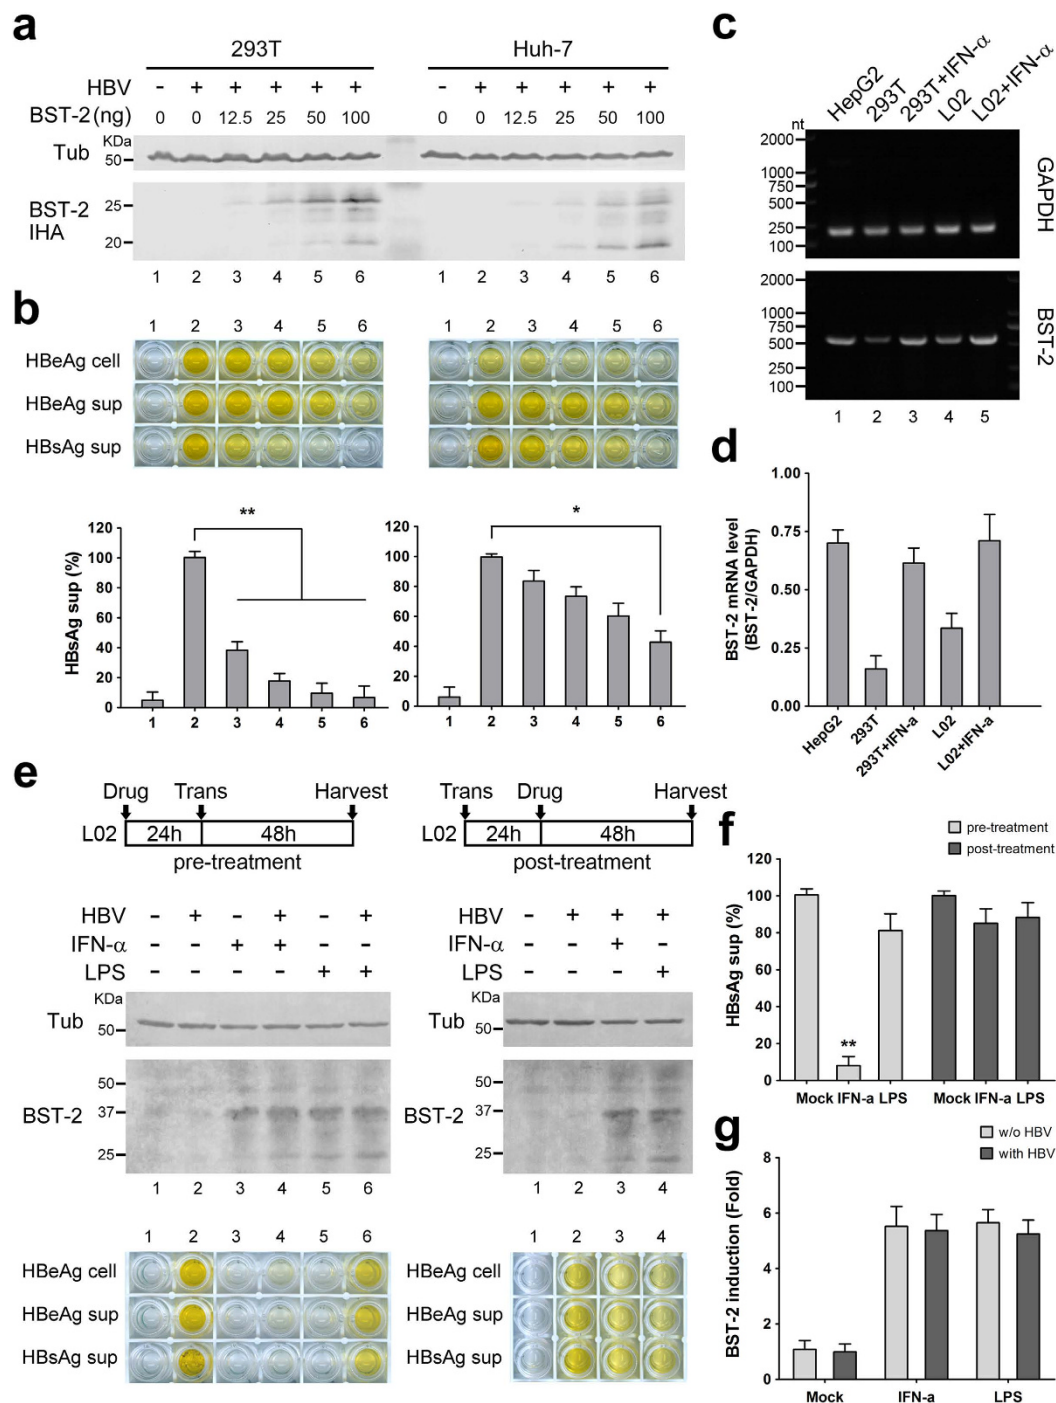 a
293T Huh-7
HBV - + + + + + - + + + + +
BST-2 (ng) 0 0 12.5 25 50 100 0 0 12.5 25 50 100
KDa
Tub 50
BST-2 IHA
25
20
1 2 3 4 5 6 1 2 3 4 5 6
b
1 2 3 4 5 6 1 2 3 4 5 6
HBeAg cell
HBeAg sup
HBsAg sup
HBsAg sup (%)
120
100
80
60
40
20
0
**
1 2 3 4 5 6
120
100
80
60
40
20
0
*
1 2 3 4 5 6
c
HepG2 293T 293T+IFN-α L02 L02+IFN-α
nt
2000
1000
750
500
250
100
GAPDH
2000
1000
750
500
250
100
BST-2
1 2 3 4 5
d
BST-2 mRNA level
(BST-2/GAPDH)
0.75
0.50
0.25
0.00
HepG2 293T 293T+IFN-a L02 L02+IFN-a
e
Drug Trans Harvest
L02 24h 48h
pre-treatment
Trans Drug Harvest
L02 24h 48h
post-treatment
HBV - + - + - +
IFN-α - - + + - -
LPS - - - - + +
KDa
Tub 50
BST-2
50
37
25
1 2 3 4 5 6
HBV - + + +
IFN-α - - + -
LPS - - - +
KDa
Tub 50
BST-2
50
37
25
1 2 3 4
1 2 3 4 5 6
HBeAg cell
HBeAg sup
HBsAg sup
1 2 3 4
HBeAg cell
HBeAg sup
HBsAg sup
f
pre-treatment
post-treatment
HBsAg sup (%)
120
100
80
60
40
20
0
**
Mock IFN-a LPS Mock IFN-a LPS
g
w/o HBV
with HBV
BST-2 induction (Fold)
8
6
4
2
0
Mock IFN-a LPS